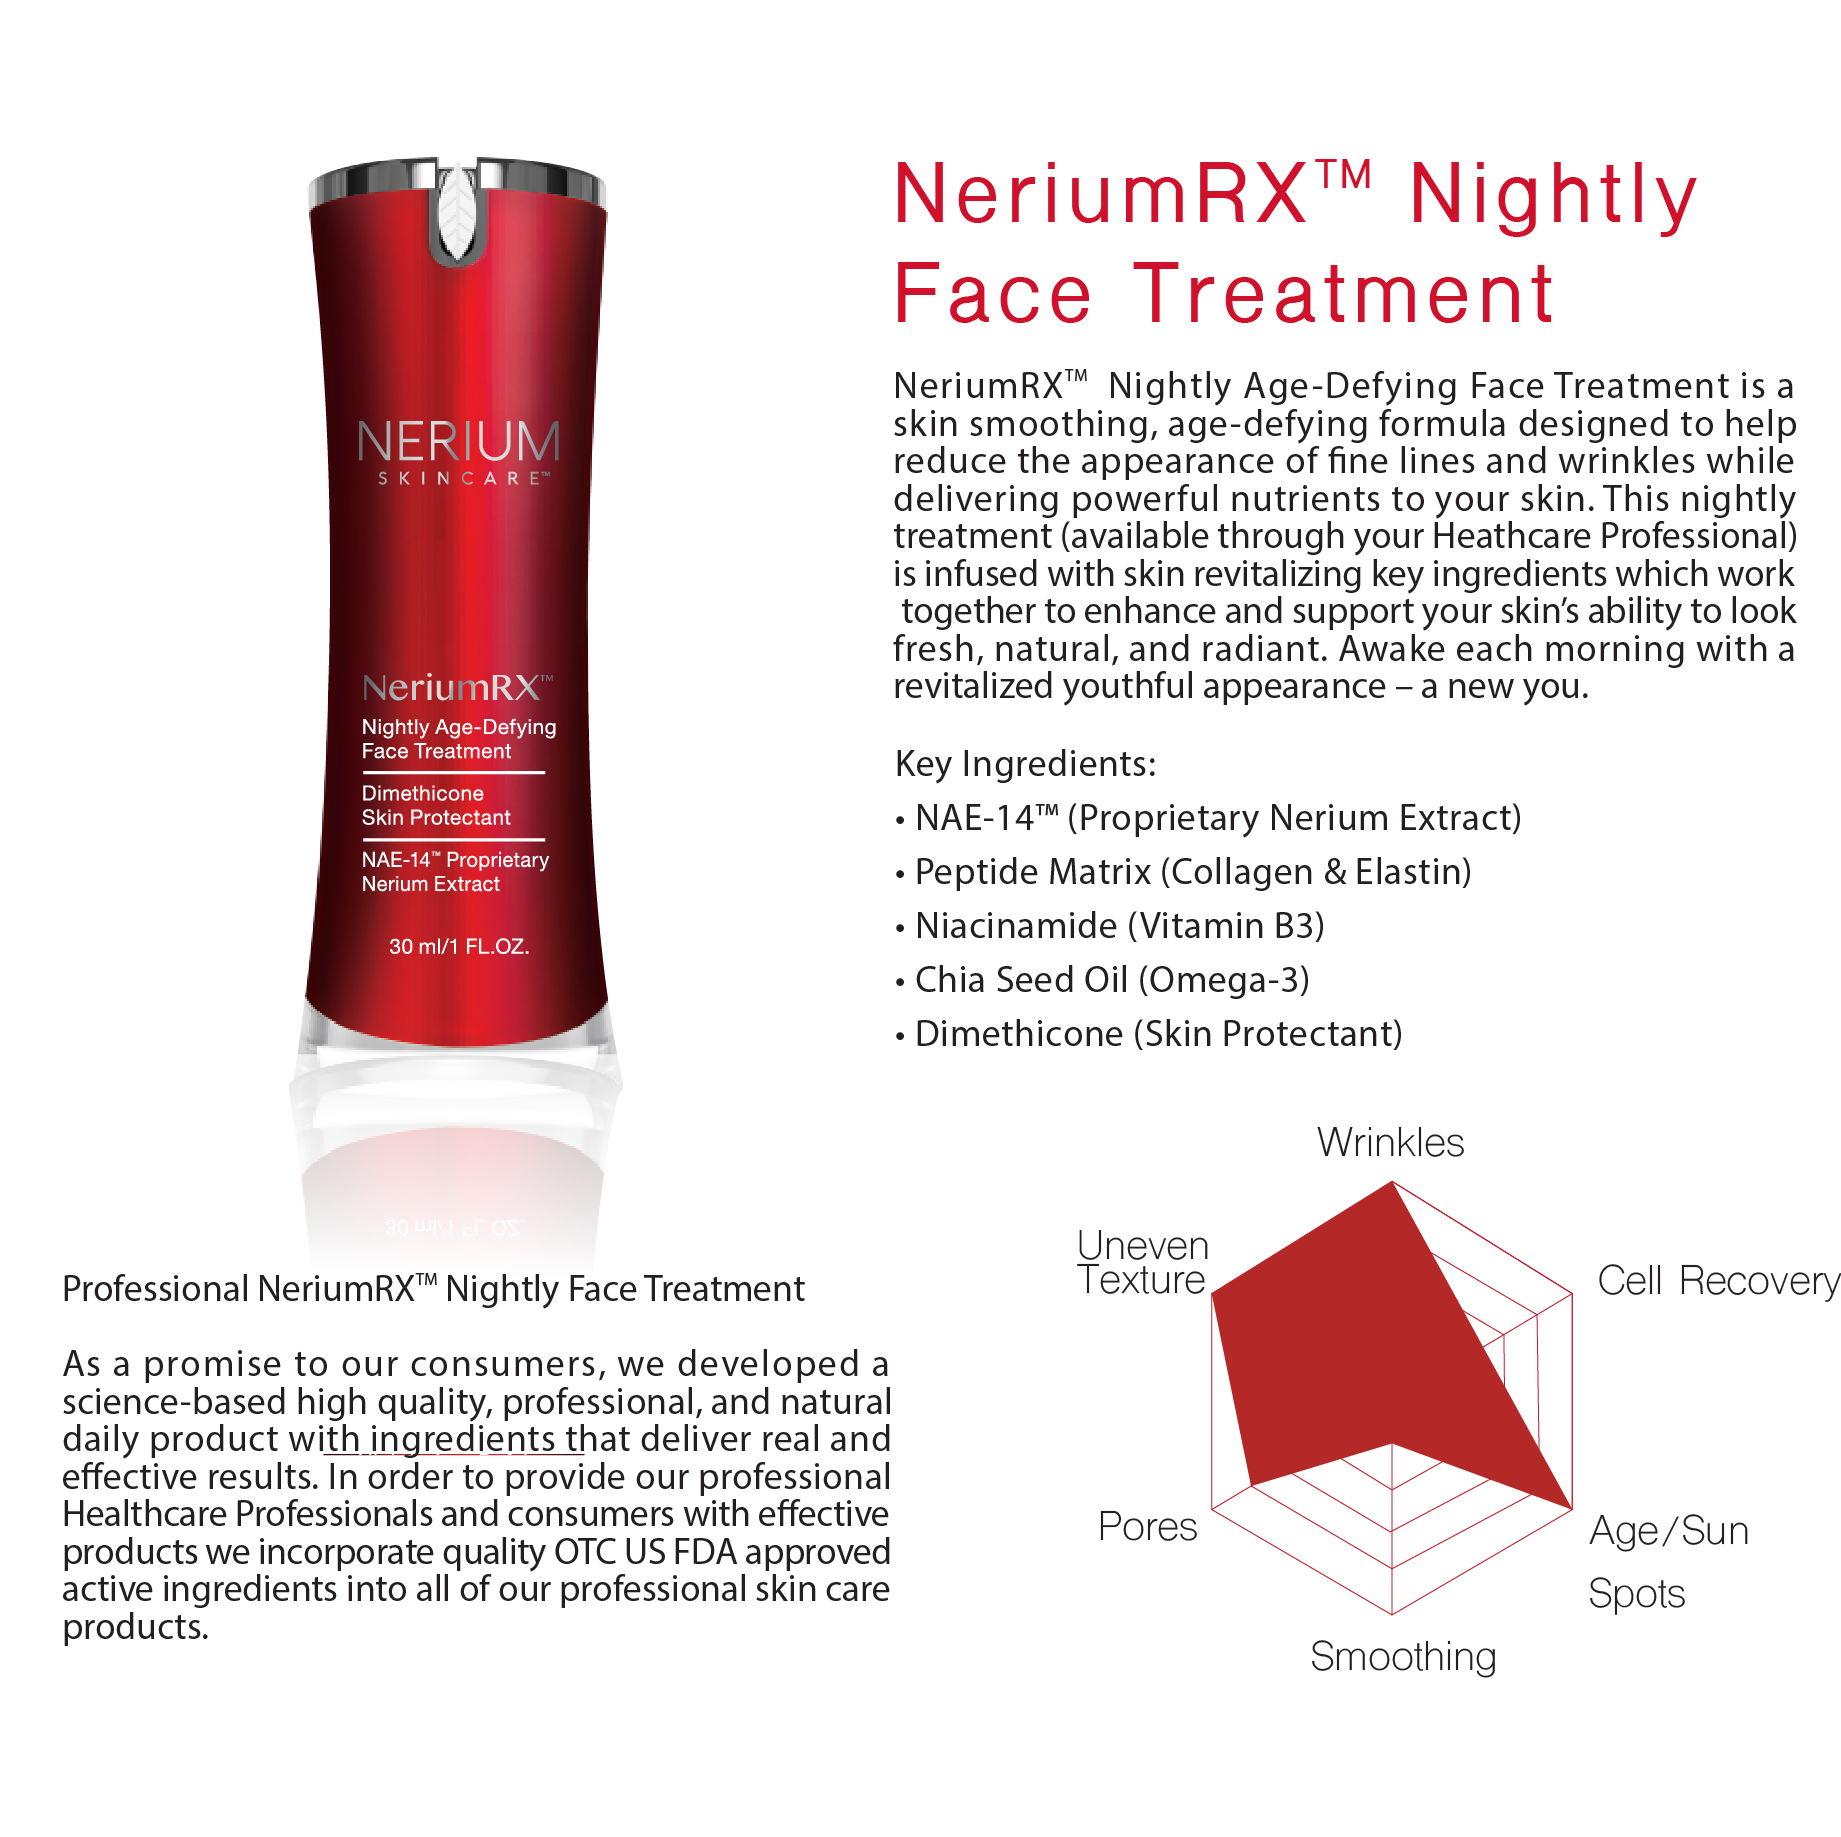 NERIUM
SKINCARE™
NeriumRX™
Nightly Age-Defying
Face Treatment
Dimethicone
Skin Protectant
NAE-14™ Proprietary
Nerium Extract
30 ml/1 FL.OZ.
30 ml/1 FL.OZ.
Professional NeriumRX™ Nightly Face Treatment
As a promise to our consumers, we developed a
science-based high quality, professional, and natural
daily product with ingredients that deliver real and
effective results. In order to provide our professional
Healthcare Professionals and consumers with effective
products we incorporate quality OTC US FDA approved
active ingredients into all of our professional skin care
products.
NeriumRX™ Nightly
Face Treatment
NeriumRX™ Nightly Age-Defying Face Treatment is a
skin smoothing, age-defying formula designed to help
reduce the appearance of fine lines and wrinkles while
delivering powerful nutrients to your skin. This nightly
treatment (available through your Heathcare Professional)
is infused with skin revitalizing key ingredients which work
together to enhance and support your skin’s ability to look
fresh, natural, and radiant. Awake each morning with a
revitalized youthful appearance – a new you.
Key Ingredients:
• NAE-14™ (Proprietary Nerium Extract)
• Peptide Matrix (Collagen & Elastin)
• Niacinamide (Vitamin B3)
• Chia Seed Oil (Omega-3)
• Dimethicone (Skin Protectant)
Wrinkles
Uneven
Texture
Cell Recovery
Pores
Age/Sun
Spots
Smoothing